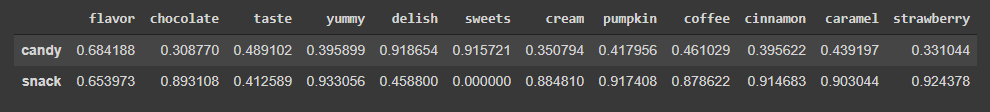 flavor chocolate taste yummy delish sweets cream pumpkin coffee cinnamon caramel strawberry
candy 0.684188 0.308770 0.489102 0.395899 0.918654 0.915721 0.350794 0.417956 0.461029 0.395622 0.439197 0.331044
snack 0.653973 0.893108 0.412589 0.933056 0.458800 0.000000 0.884810 0.917408 0.878622 0.914683 0.903044 0.924378